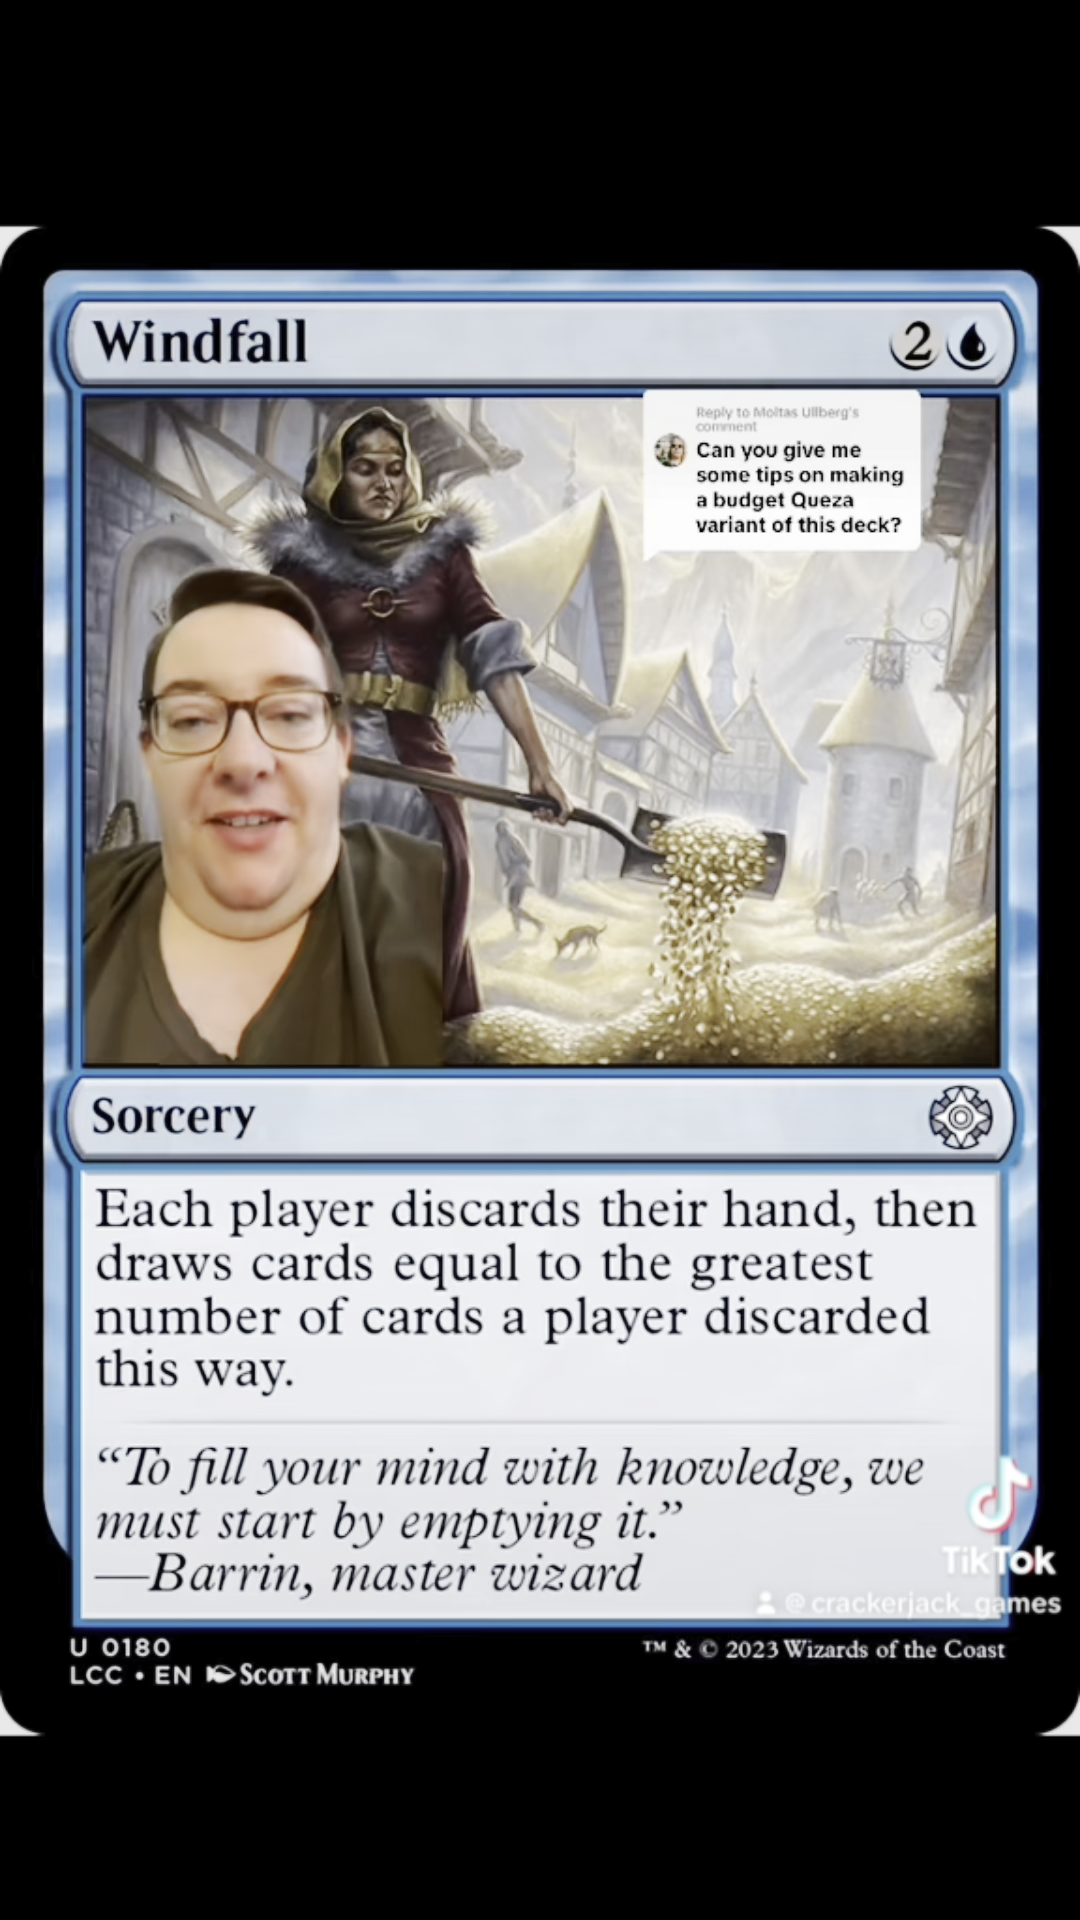 Windfall
2
Reply to Moltas Ullberg's
comment
Can you give me
some tips on making
a budget Queza
variant of this deck?
Sorcery
Each player discards their hand, then
draws cards equal to the greatest
number of cards a player discarded
this way.
“To fill your mind with knowledge, we
must start by emptying it.”
—Barrin, master wizard
TikTok
@crackerjack_games
U 0180
LCC • EN SCOTT MURPHY
™ & © 2023 Wizards of the Coast